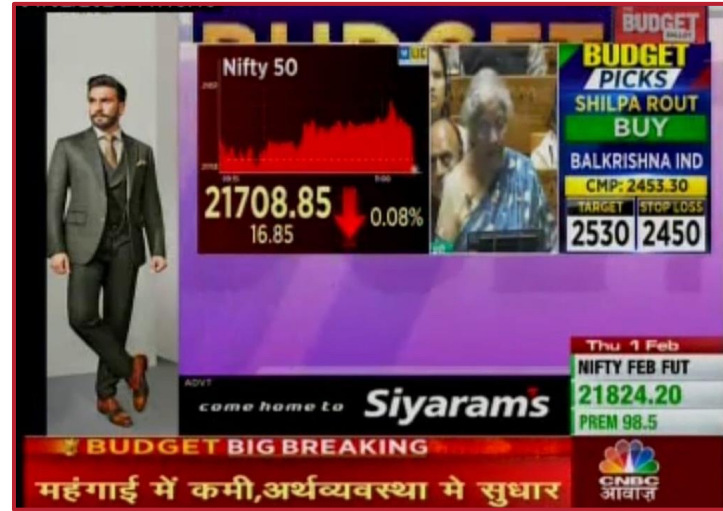 BUDGET
BUDGET
Nifty 50
LIC
21708.85
16.85
0.08%
BUDGET
PICKS
SHILPA ROUT
BUY
BALKRISHNA IND
CMP: 2453.30
TARGET
STOP LOSS
2530
2450
Thu 1 Feb
NIFTY FEB FUT
21824.20
PREM 98.5
ADVT
come home to Siyaram's
BUDGET BIG BREAKING
महंगाई में कमी,अर्थव्यवस्था मे सुधार
CNBC
आवाज़